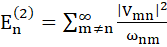 E_n^{(2)} = ∑_{m≠n}^{∞} |V_{mn}|^2 / ω_{nm}